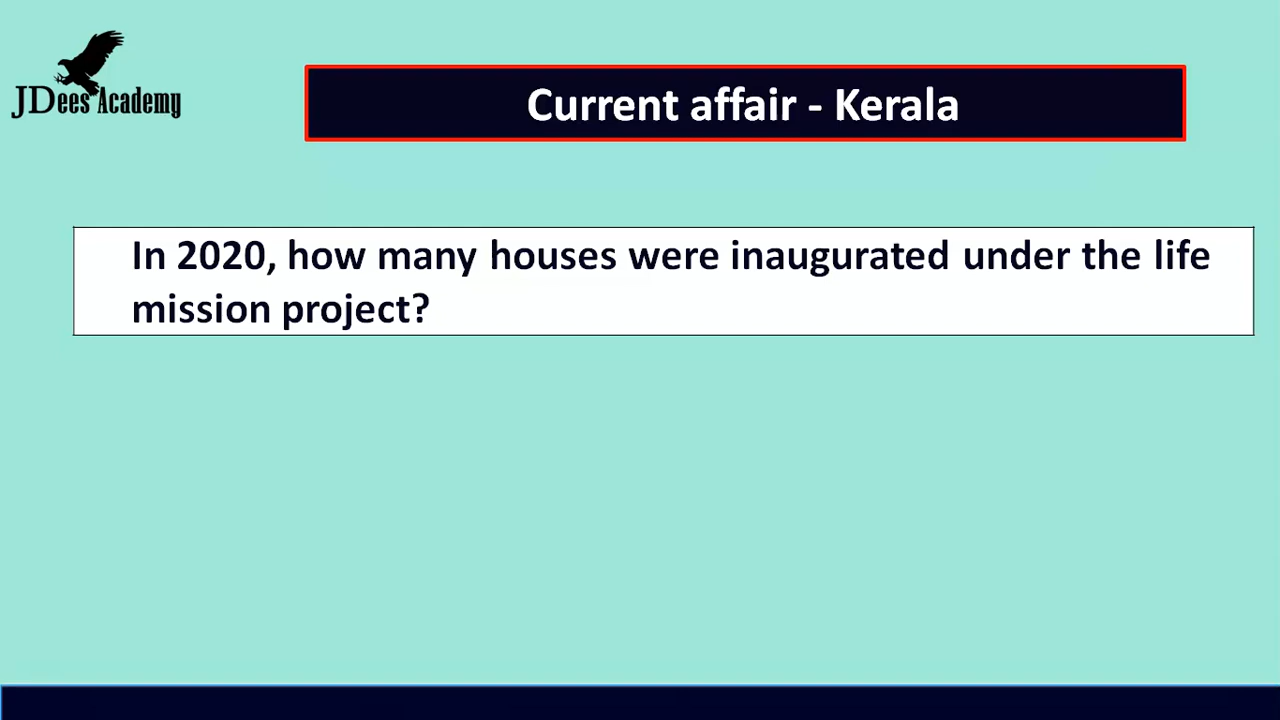 JDees Academy
Current affair - Kerala
In 2020, how many houses were inaugurated under the life
mission project?